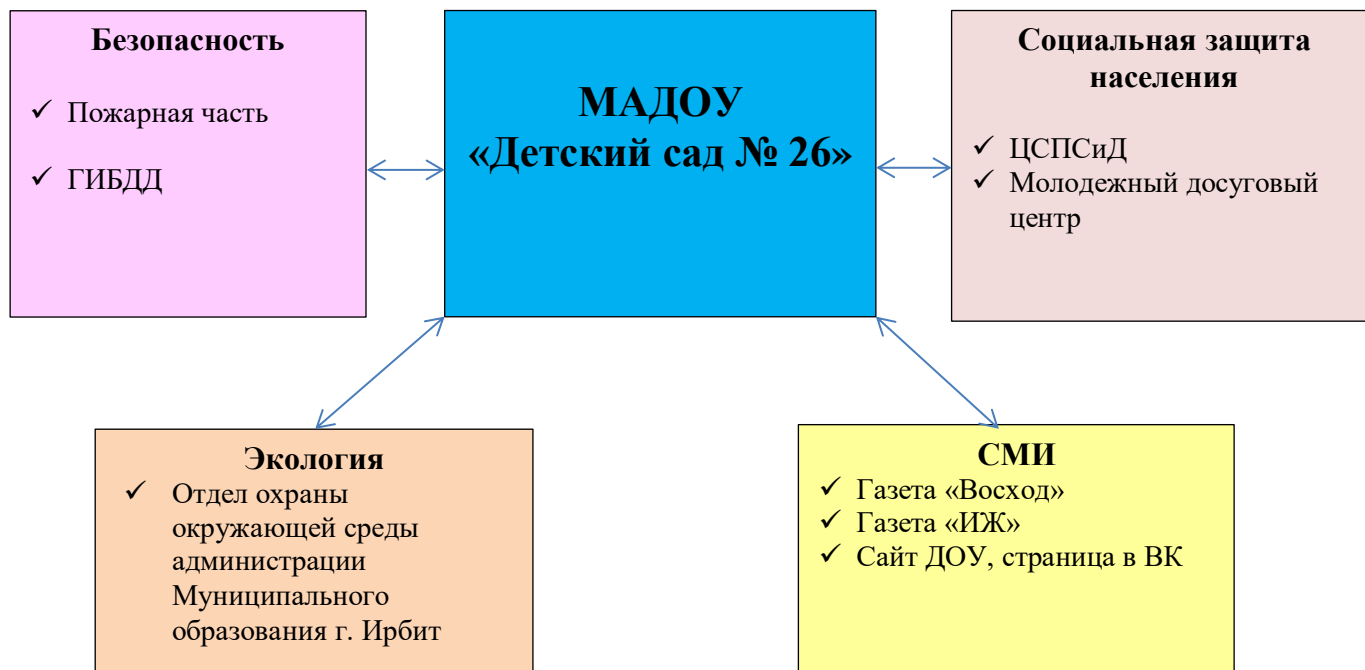 Безопасность
✓ Пожарная часть
✓ ГИБДД
МАДОУ
«Детский сад № 26»
Социальная защита
населения
✓ ЦСПСиД
✓ Молодежный досуговый
центр
Экология
✓ Отдел охраны
окружающей среды
администрации
Муниципального
образования г. Ирбит
СМИ
✓ Газета «Восход»
✓ Газета «ИЖ»
✓ Сайт ДОУ, страница в ВК